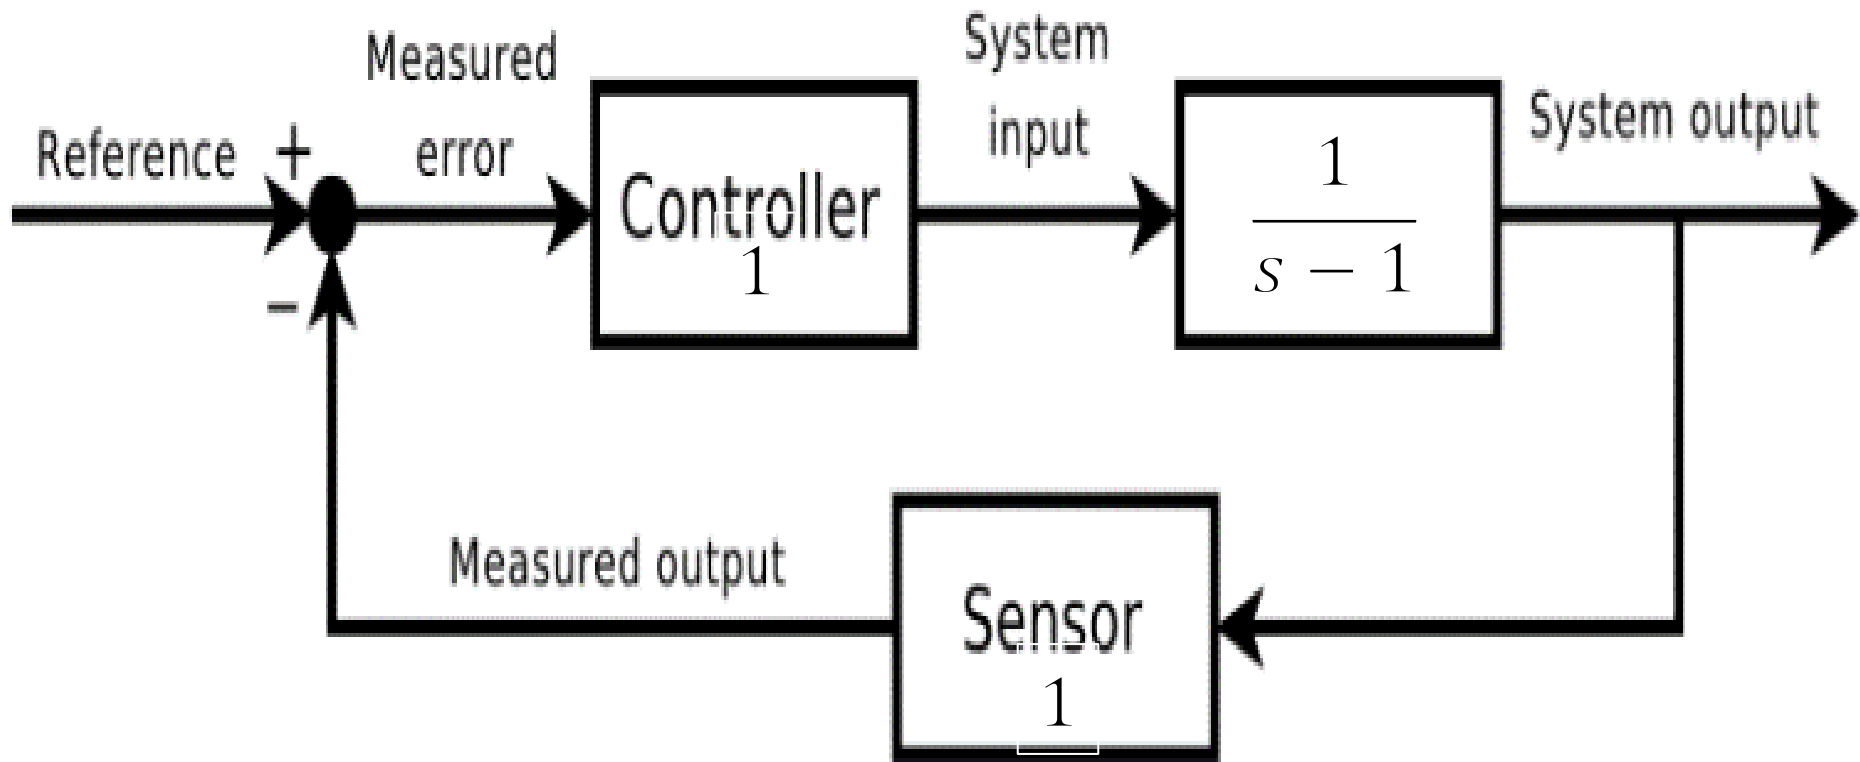 Measured
error
System
input
System output
Reference
+
−
Controller
1
1
s − 1
Measured output
Sensor
1